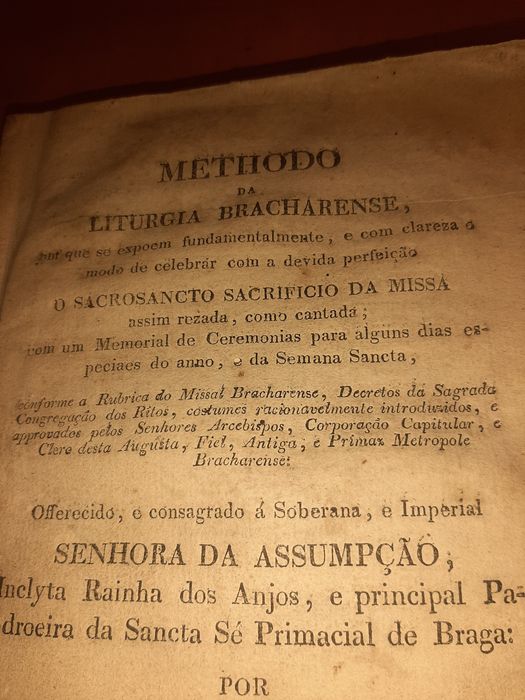 METHODO
DA
LITURGIA BRACHARENSE,
que se expoem fundamentalmente, e com clareza o
modo de celebrar com a devida perfeição
O SACROSANCTO SACRIFICIO DA MISSA
assim rezada, como cantada;
com um Memorial de Ceremonias para alguns dias es-
peciaes do anno, e da Semana Sancta,
conforme a Rubrica do Missal Bracharense, Decretos da Sagrada
Congregação dos Ritos, costumes racionavelmente introduzidos, e
approvados pelos Senhores Arcebispos, Corporação Capitular, e
Clero desta Augusta, Fiel, Antiga, e Primaz Metropole
Bracharense:
Offerecido, e consagrado á Soberana, e Imperial
SENHORA DA ASSUMPÇÃO,
Inclyta Rainha dos Anjos, e principal Pa-
droeira da Sancta Sé Primacial de Braga:
POR